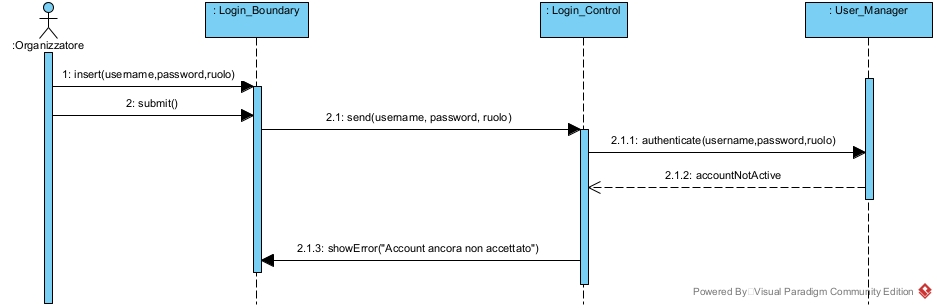 : Login_Boundary
: Login_Control
: User_Manager
:Organizzatore
1: insert(username,password,ruolo)
2: submit()
2.1: send(username, password, ruolo)
2.1.1: authenticate(username,password,ruolo)
2.1.2: accountNotActive
2.1.3: showError("Account ancora non accettato")
Powered By Visual Paradigm Community Edition